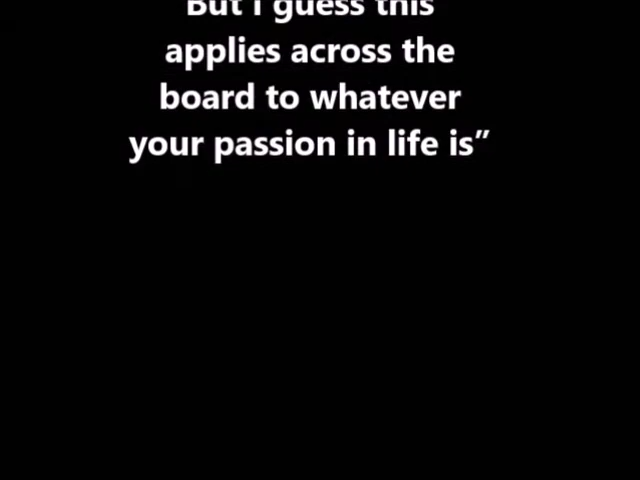 But I guess this
applies across the
board to whatever
your passion in life is”